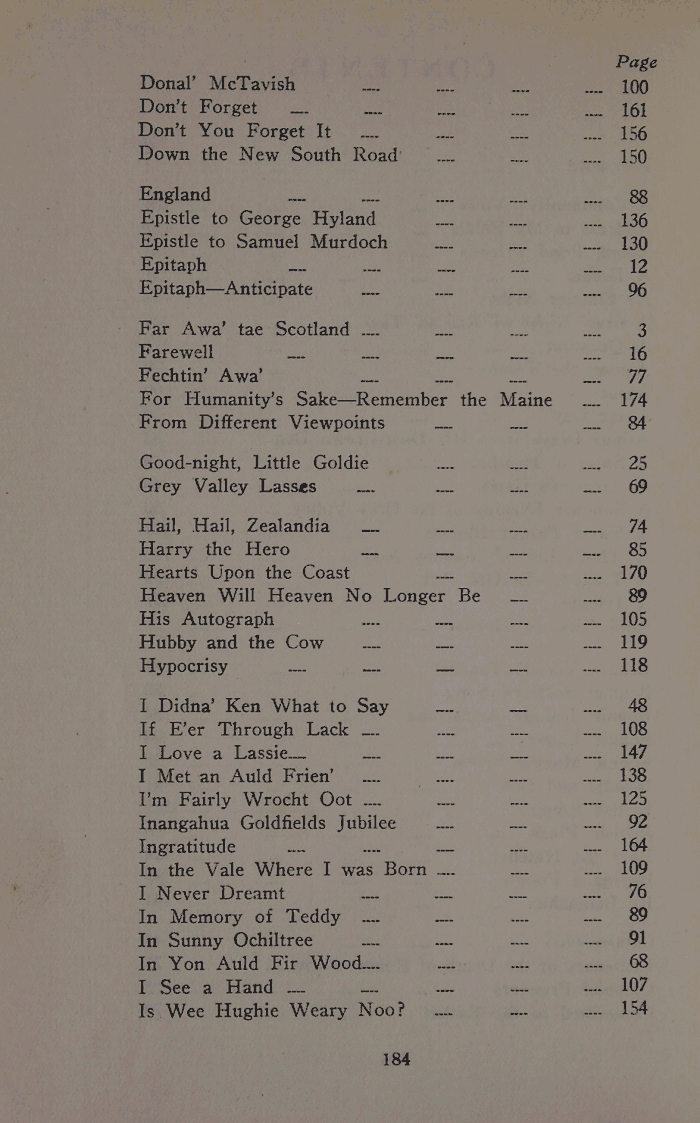 Page
Donal' McTavish .... .... .... .... 100
Don't Forget .... .... .... .... .... 161
Don't You Forget It .... .... .... .... 156
Down the New South Road .... .... .... 150
England .... .... .... .... .... 88
Epistle to George Hyland .... .... .... 136
Epistle to Samuel Murdoch .... .... .... 130
Epitaph .... .... .... .... .... 12
Epitaph—Anticipate .... .... .... .... 96
Far Awa' tae Scotland .... .... .... .... 3
Farewell .... .... .... .... .... 16
Fechtin' Awa' .... .... .... .... 77
For Humanity's Sake—Remember the Maine .... 174
From Different Viewpoints .... .... .... 84
Good-night, Little Goldie .... .... .... 25
Grey Valley Lasses .... .... .... .... 69
Hail, Hail, Zealandia .... .... .... .... 74
Harry the Hero .... .... .... .... 85
Hearts Upon the Coast .... .... .... 170
Heaven Will Heaven No Longer Be .... .... 89
His Autograph .... .... .... .... 105
Hubby and the Cow .... .... .... .... 119
Hypocrisy .... .... .... .... .... 118
I Didna' Ken What to Say .... .... .... 48
If E'er Through Lack .... .... .... .... 108
I Love a Lassie.... .... .... .... .... 147
I Met an Auld Frien' .... .... .... .... 138
I'm Fairly Wrocht Oot .... .... .... .... 125
Inangahua Goldfields Jubilee .... .... .... 92
Ingratitude .... .... .... .... .... 164
In the Vale Where I was Born .... .... .... 109
I Never Dreamt .... .... .... .... 76
In Memory of Teddy .... .... .... .... 89
In Sunny Ochiltree .... .... .... .... 91
In Yon Auld Fir Wood.... .... .... .... 68
I See a Hand .... .... .... .... .... 107
Is Wee Hughie Weary Noo? .... .... .... 154
184